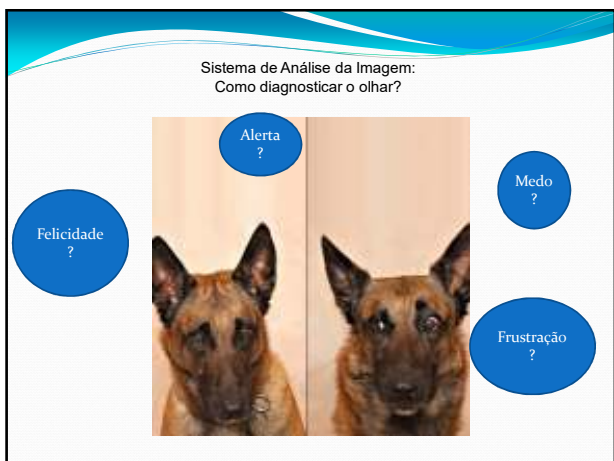 Sistema de Análise da Imagem:
Como diagnosticar o olhar?
Alerta
?
Medo
?
Felicidade
?
Frustração
?